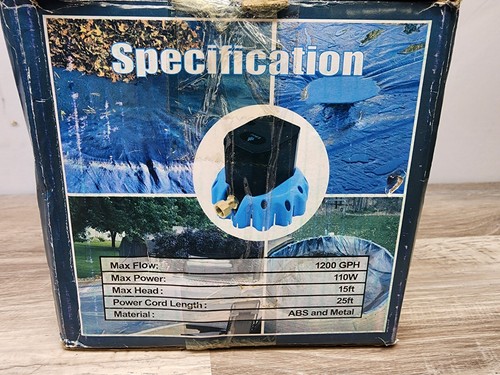 Specification
Max Flow: 1200 GPH
Max Power: 110W
Max Head: 15ft
Power Cord Length: 25ft
Material: ABS and Metal